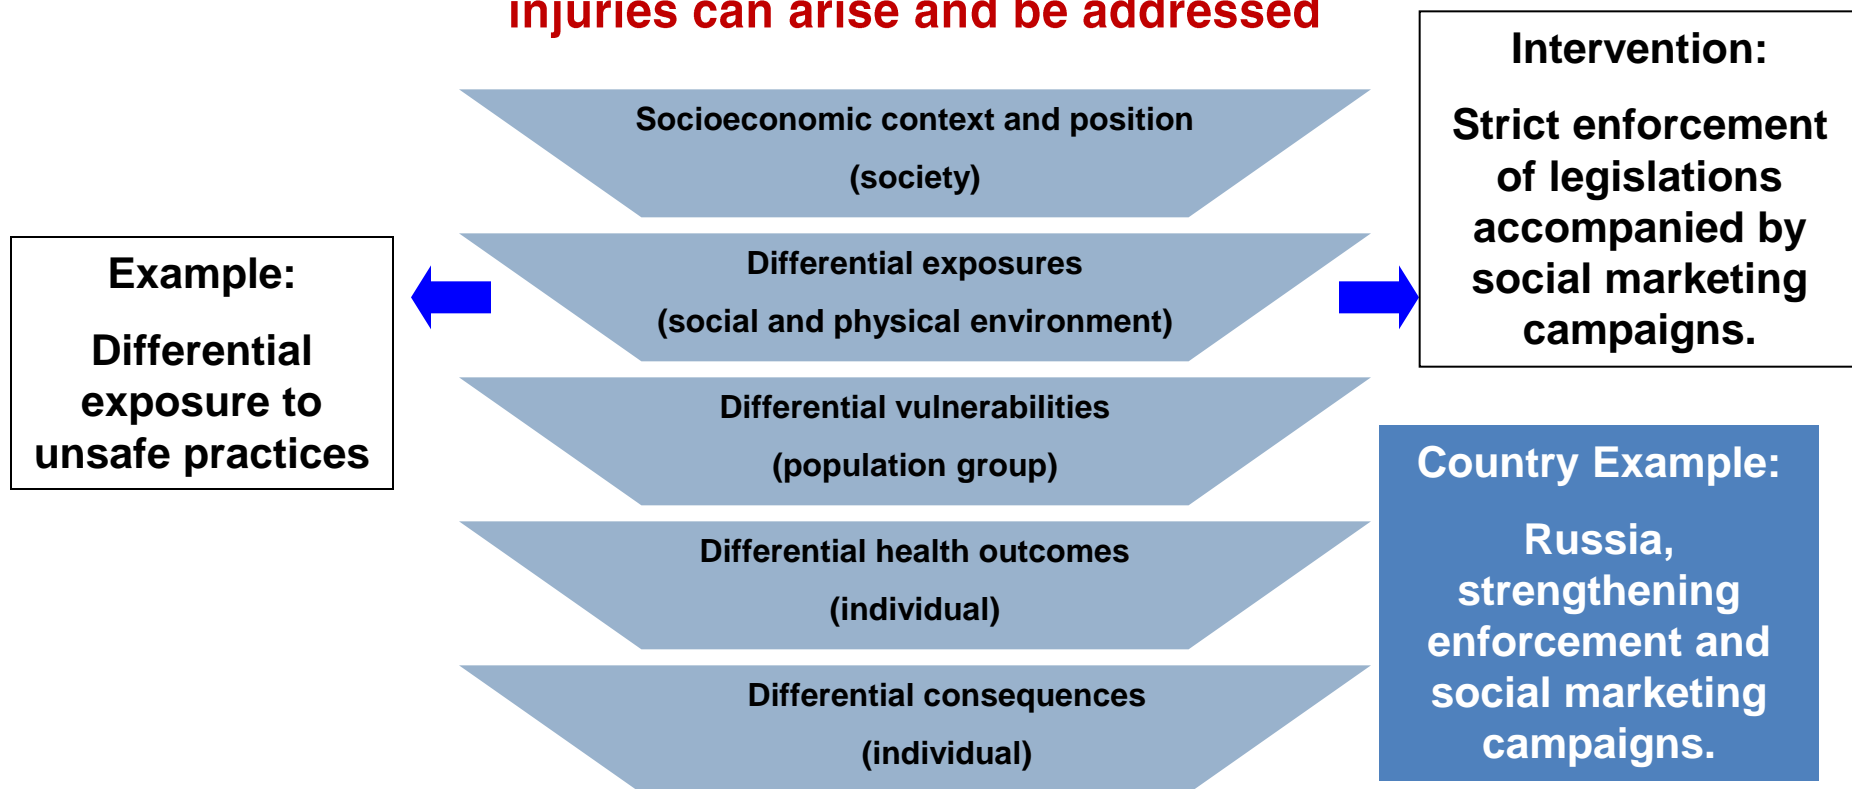 injuries can arise and be addressed
Socioeconomic context and position
(society)
Differential exposures
(social and physical environment)
Differential vulnerabilities
(population group)
Differential health outcomes
(individual)
Differential consequences
(individual)
Example:
Differential
exposure to
unsafe practices
Intervention:
Strict enforcement
of legislations
accompanied by
social marketing
campaigns.
Country Example:
Russia,
strengthening
enforcement and
social marketing
campaigns.